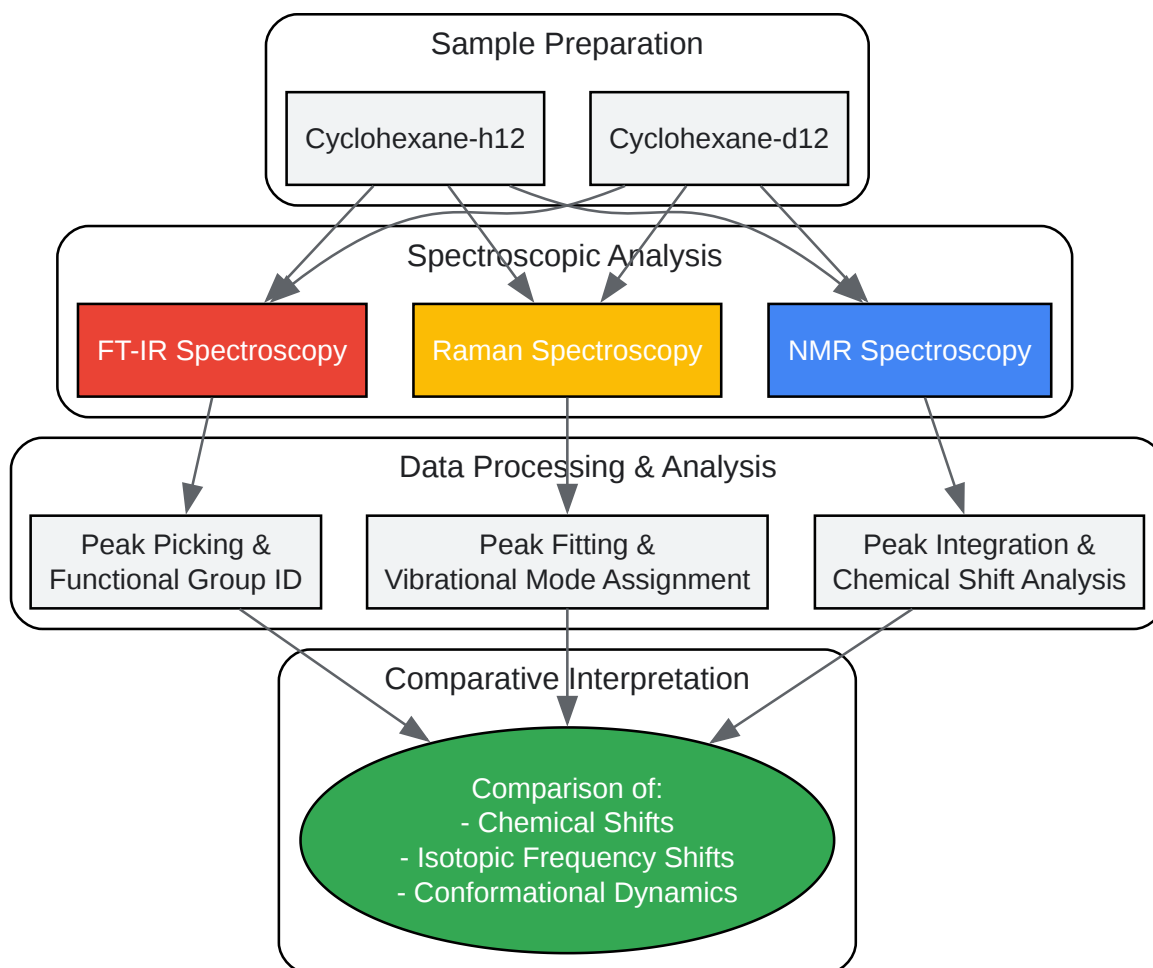 Sample Preparation
Cyclohexane-h12
Cyclohexane-d12
Spectroscopic Analysis
FT-IR Spectroscopy
Raman Spectroscopy
NMR Spectroscopy
Data Processing & Analysis
Peak Picking &
Functional Group ID
Peak Fitting &
Vibrational Mode Assignment
Peak Integration &
Chemical Shift Analysis
Comparative Interpretation
Comparison of:
- Chemical Shifts
- Isotopic Frequency Shifts
- Conformational Dynamics